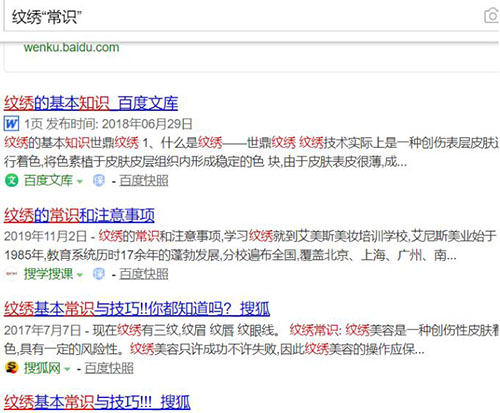 纹绣“常识”
wenku.baidu.com
纹绣的基本知识_百度文库
1页 发布时间: 2018年06月29日
纹绣的基本知识世鼎纹绣 1、什么是纹绣——世鼎纹绣 纹绣技术实际上是一种创伤表层皮肤
行着色,将色素植于皮肤皮层组织内形成稳定的色 块,由于皮肤表皮很薄,成...
百度文库 - 百度快照
纹绣的常识和注意事项
2019年11月2日 - 纹绣的常识和注意事项,学习纹绣就到艾美斯美妆培训学校,艾尼斯美业始于
1985年,教育系统历时17余年的蓬勃发展,分校遍布全国,覆盖北京、上海、广州、南...
搜学搜课 - 百度快照
纹绣基本常识与技巧!!你都知道吗? _搜狐
2017年7月7日 - 现在纹绣有三纹,纹眉 纹唇 纹眼线。 纹绣常识: 纹绣美容是一种创伤性皮肤着
色,具有一定的风险性。纹绣美容只许成功不许失败,因此纹绣美容的操作应保...
搜狐网 - 百度快照
纹绣基本常识与技巧!!!_搜狐